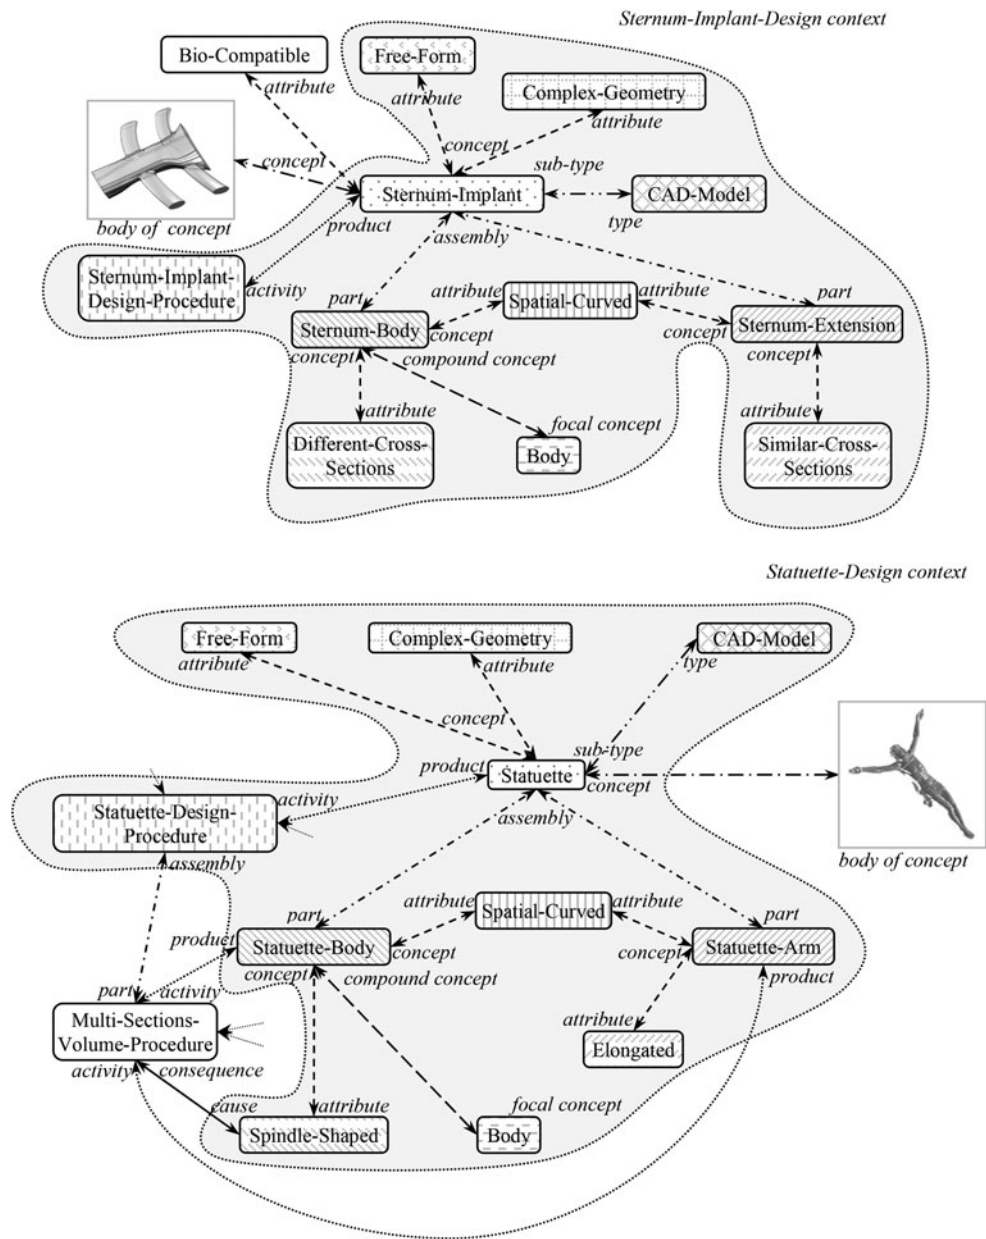 Sternum-Implant-Design context
Bio-Compatible
Free-Form
attribute
attribute
Complex-Geometry
attribute
concept
concept
sub-type
Sternum-Implant
CAD-Model
body of concept
product
assembly
type
Sternum-Implant-
Design-Procedure
activity
part
attribute
Spatial-Curved
attribute
part
Sternum-Body
concept
concept
Sternum-Extension
concept
compound concept
concept
attribute
focal concept
attribute
Different-Cross-
Sections
Body
Similar-Cross-
Sections
Statuette-Design context
Free-Form
Complex-Geometry
CAD-Model
attribute
attribute
type
concept
sub-type
product
Statuette
concept
activity
Statuette-Design-
Procedure
assembly
assembly
body of concept
part
attribute
Spatial-Curved
attribute
part
product
Statuette-Body
concept
concept
Statuette-Arm
concept
compound concept
product
part
activity
Multi-Sections-
Volume-Procedure
attribute
Elongated
activity
consequence
cause
attribute
focal concept
Spindle-Shaped
Body